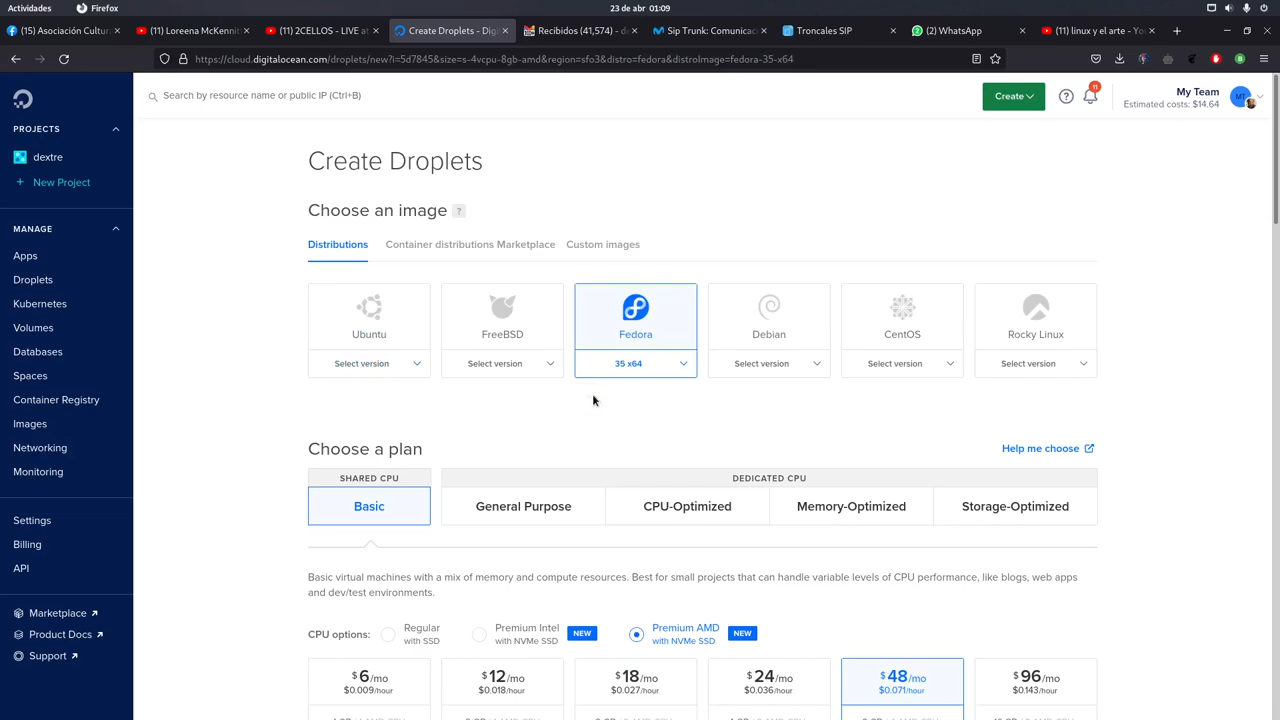 Actividades
Firefox
23 de abr 01:09
(15) Asociación Cultur
(11) Loreena McKennit
(11) 2CELLOS - LIVE at
Create Droplets - Digi
Recibidos (41,574) - de
Sip Trunk: Comunicac
Troncales SIP
(2) WhatsApp
(11) linux y el arte - Yo
https://cloud.digitalocean.com/droplets/new?i=5d7845&size=s-4vcpu-8gb-amd&region=sfo3&distro=fedora&distroImage=fedora-35-x64
Search by resource name or public IP (Ctrl+B)
Create
11
My Team
Estimated costs: $14.64
MT
PROJECTS
dextre
New Project
MANAGE
Apps
Droplets
Kubernetes
Volumes
Databases
Spaces
Container Registry
Images
Networking
Monitoring
Settings
Billing
API
Marketplace
Product Docs
Support
Create Droplets
Choose an image ?
Distributions
Container distributions
Marketplace
Custom images
Ubuntu
FreeBSD
Fedora
Debian
CentOS
Rocky Linux
Select version
Select version
35 x64
Select version
Select version
Select version
Choose a plan
Help me choose
SHARED CPU
DEDICATED CPU
Basic
General Purpose
CPU-Optimized
Memory-Optimized
Storage-Optimized
Basic virtual machines with a mix of memory and compute resources. Best for small projects that can handle variable levels of CPU performance, like blogs, web apps
and dev/test environments.
CPU options:
Regular
with SSD
Premium Intel
with NVMe SSD
NEW
Premium AMD
with NVMe SSD
NEW
$6/mo
$0.009/hour
$12/mo
$0.018/hour
$18/mo
$0.027/hour
$24/mo
$0.036/hour
$48/mo
$0.071/hour
$96/mo
$0.143/hour